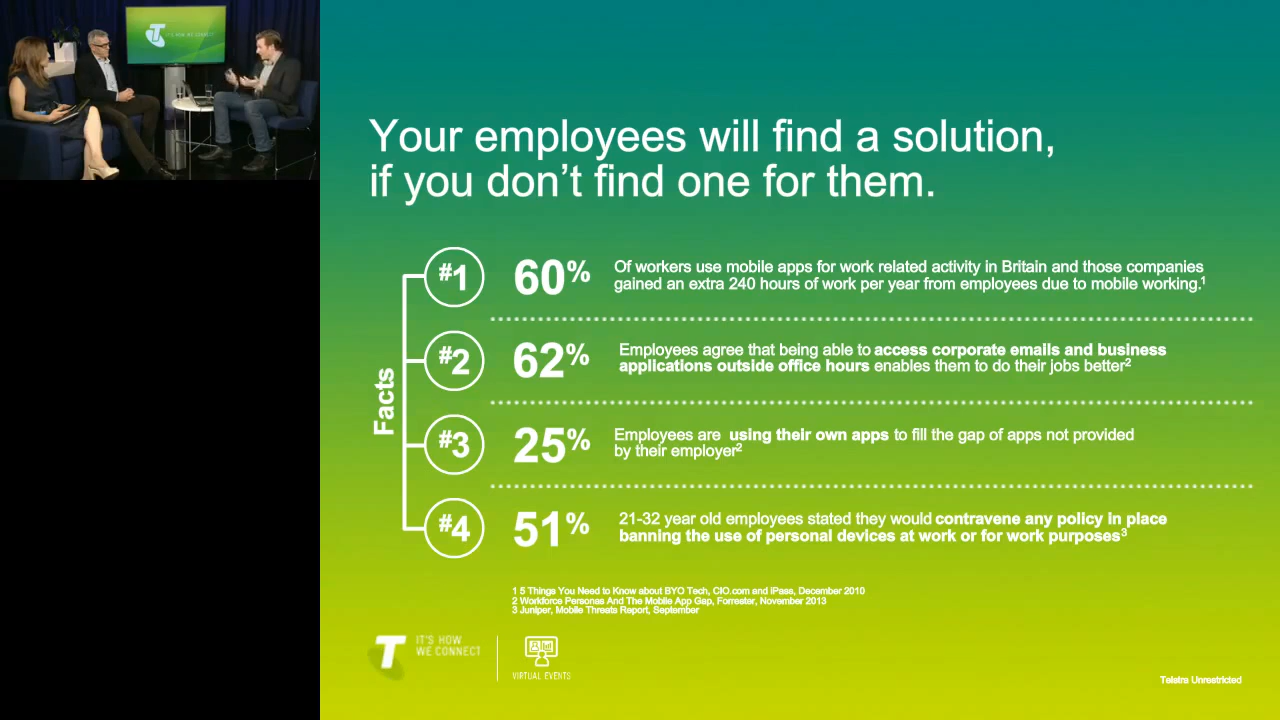 T IT'S HOW WE CONNECT
Your employees will find a solution,
if you don't find one for them.
Facts
#1 60% Of workers use mobile apps for work related activity in Britain and those companies
gained an extra 240 hours of work per year from employees due to mobile working.1
#2 62% Employees agree that being able to access corporate emails and business
applications outside office hours enables them to do their jobs better2
#3 25% Employees are using their own apps to fill the gap of apps not provided
by their employer2
#4 51% 21-32 year old employees stated they would contravene any policy in place
banning the use of personal devices at work or for work purposes3
1 5 Things You Need to Know about BYO Tech, CIO.com and iPass, December 2010
2 Workforce Personas And The Mobile App Gap, Forrester, November 2013
3 Juniper, Mobile Threats Report, September
T IT'S HOW
WE CONNECT
VIRTUAL EVENTS
Telstra Unrestricted